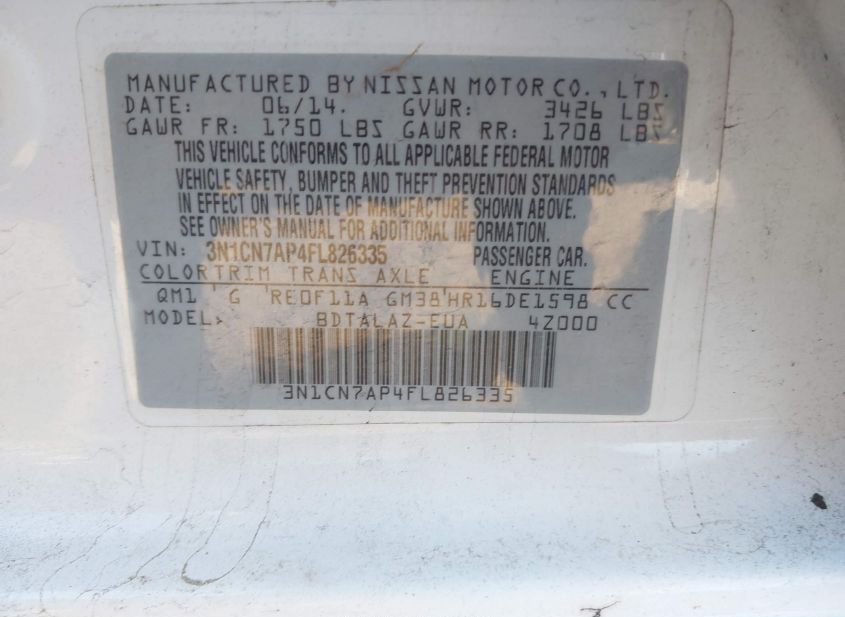 MANUFACTURED BY NISSAN MOTOR CO., LTD.
DATE: 06/14. GVWR: 3426 LBS
GAWR FR: 1750 LBS GAWR RR: 1708 LBS
THIS VEHICLE CONFORMS TO ALL APPLICABLE FEDERAL MOTOR
VEHICLE SAFETY, BUMPER AND THEFT PREVENTION STANDARDS
IN EFFECT ON THE DATE OF MANUFACTURE SHOWN ABOVE.
SEE OWNER'S MANUAL FOR ADDITIONAL INFORMATION.
VIN: 3N1CN7AP4FL826335 PASSENGER CAR.
COLOR TRIM TRANS AXLE ENGINE
QM1 ' G 'RE0F11A GM38'HR16DE1598 CC
MODEL: BDTALAZ-EUA 4Z000
3N1CN7AP4FL826335